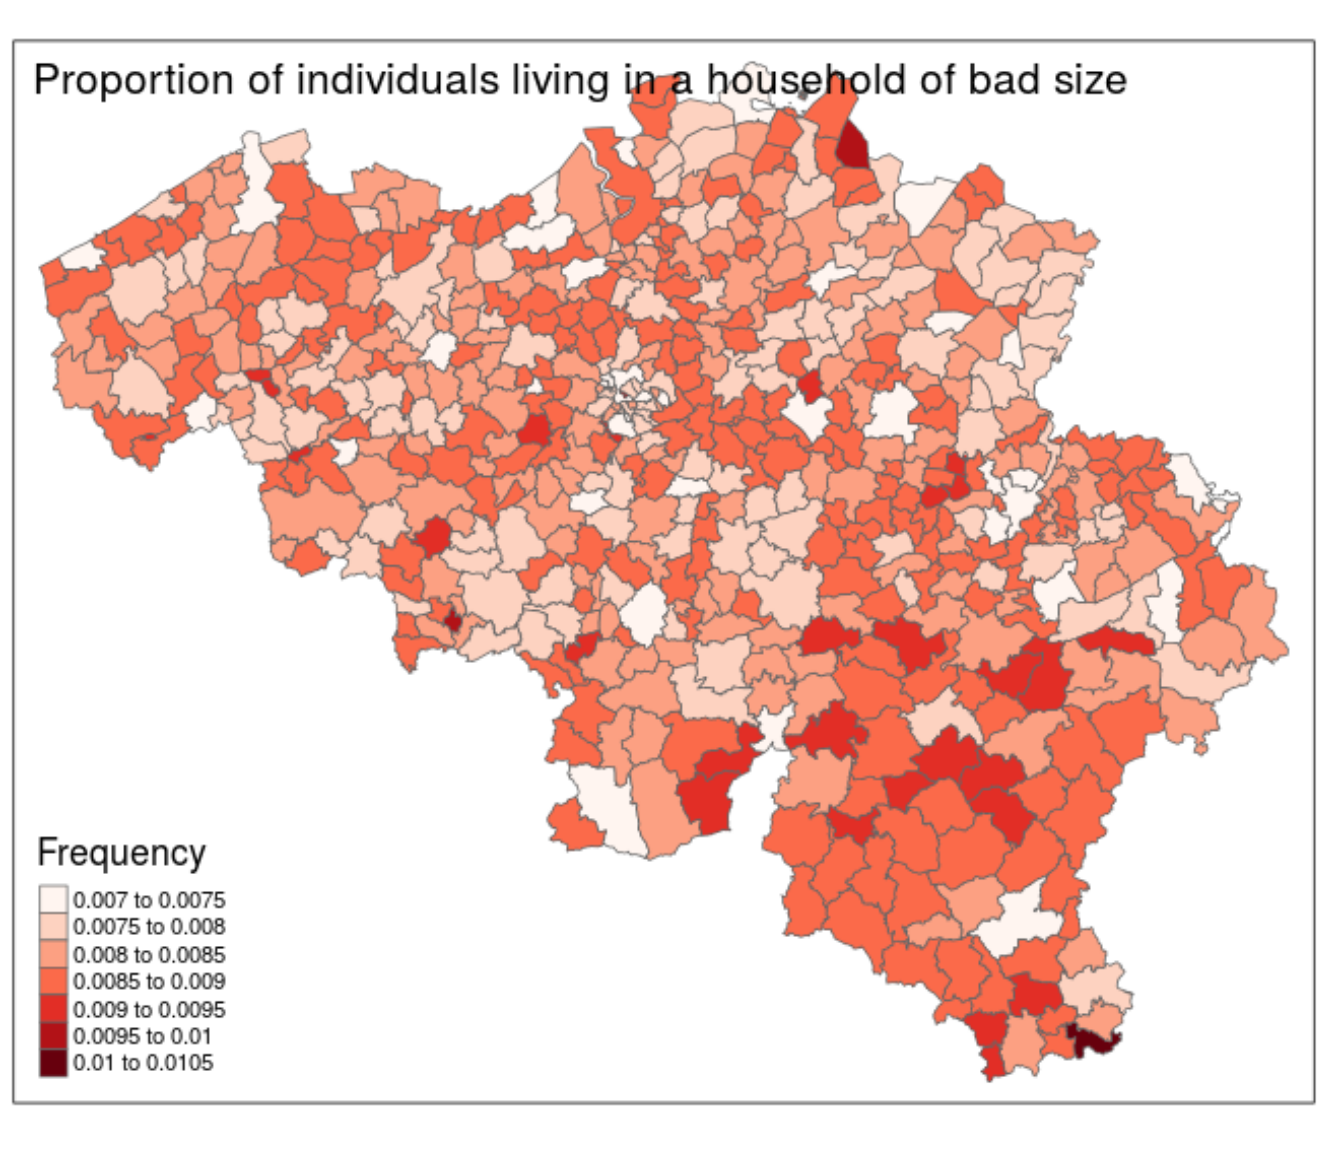 Proportion of individuals living in a household of bad size
Frequency
0.007 to 0.0075
0.0075 to 0.008
0.008 to 0.0085
0.0085 to 0.009
0.009 to 0.0095
0.0095 to 0.01
0.01 to 0.0105